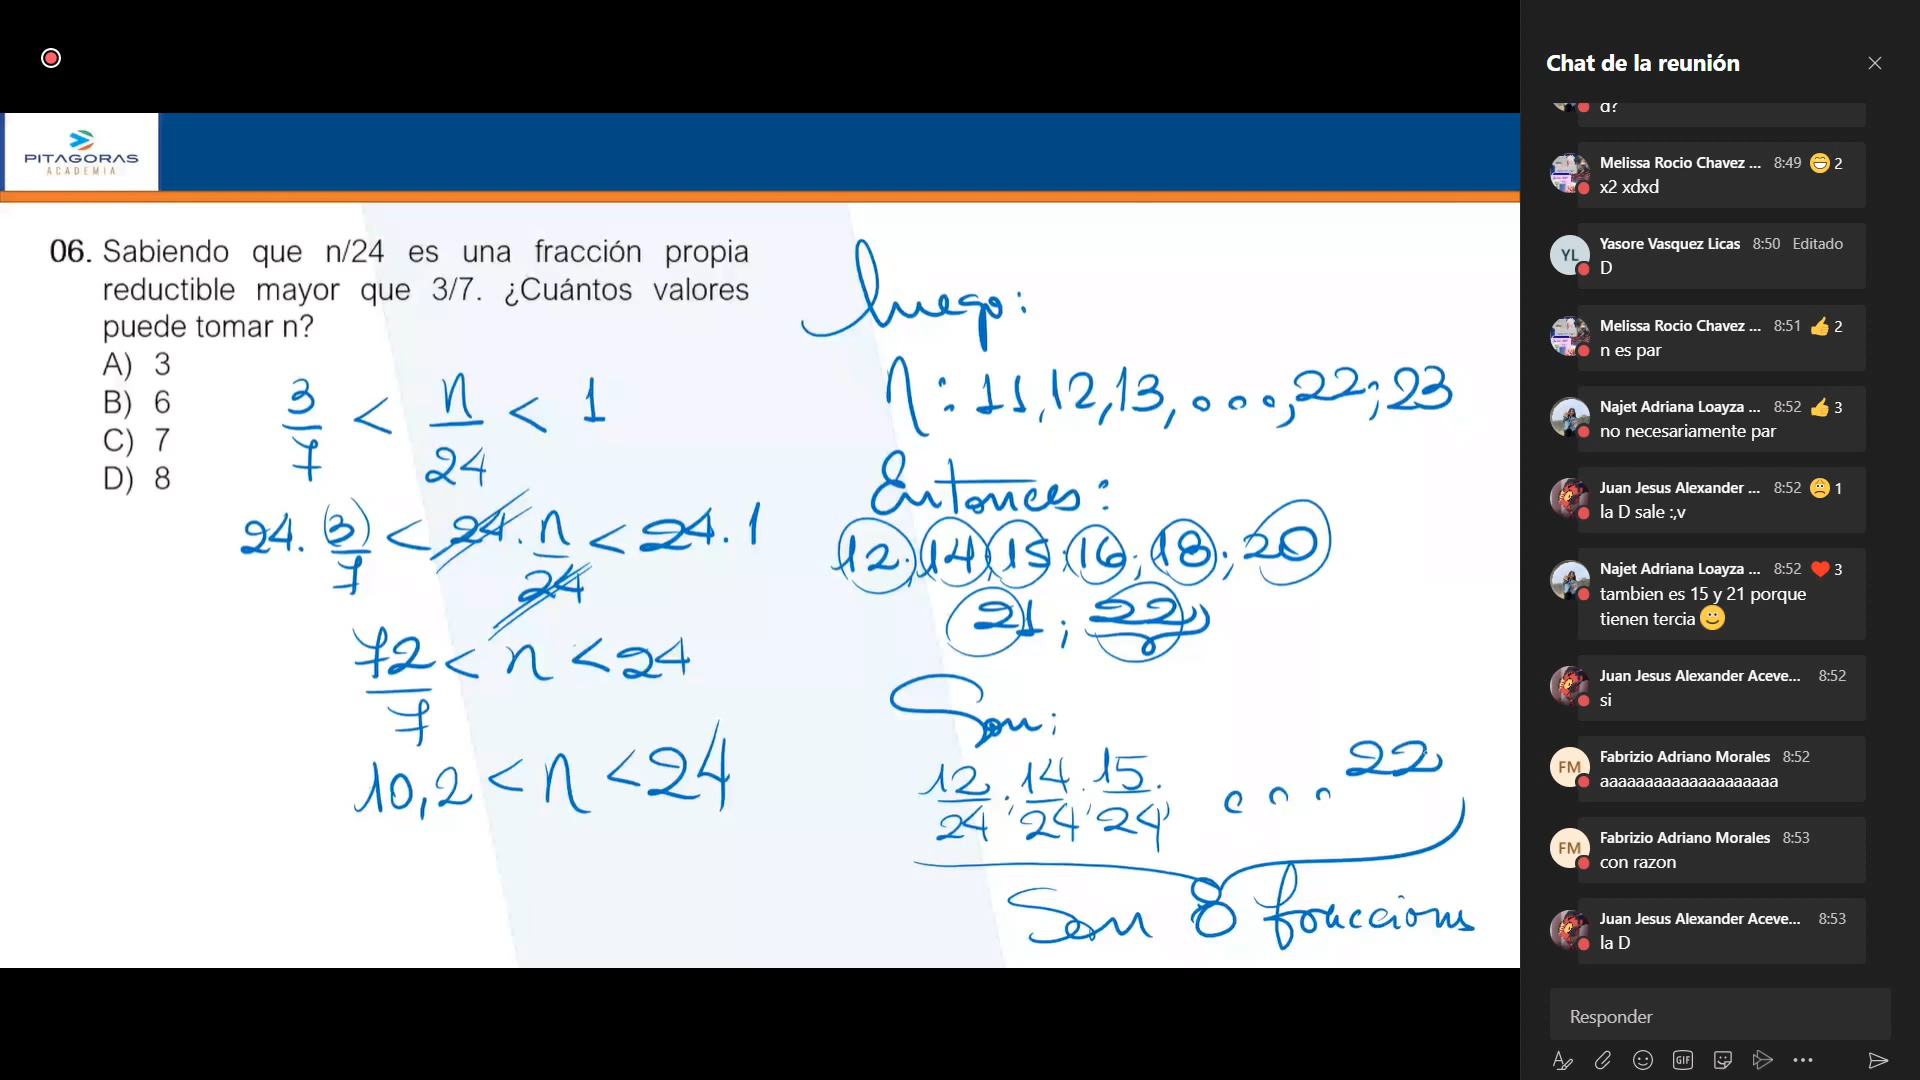 PITAGORAS
ACADEMIA
06. Sabiendo que n/24 es una fracción propia
reductible mayor que 3/7. ¿Cuántos valores
puede tomar n?
A) 3
B) 6
C) 7
D) 8
3/7 < n/24 < 1
24. (3)/7 < 24. n/24 < 24. 1
72/7 < n < 24
10,2 < n < 24
luego:
n: 11, 12, 13, ..., 22; 23
Entonces:
12; 14; 15; 16; 18; 20
21; 22
Son:
12/24; 14/24; 15/24; ... 22
Son 8 fracciones
Chat de la reunión
d?
Melissa Rocio Chavez ... 8:49 😁 2
x2 xdxd
YL
Yasore Vasquez Licas 8:50 Editado
D
Melissa Rocio Chavez ... 8:51 👍 2
n es par
Najet Adriana Loayza ... 8:52 👍 3
no necesariamente par
Juan Jesus Alexander ... 8:52 🙁 1
la D sale :,v
Najet Adriana Loayza ... 8:52 ❤️ 3
tambien es 15 y 21 porque
tienen tercia 🙂
Juan Jesus Alexander Aceve... 8:52
si
FM
Fabrizio Adriano Morales 8:52
aaaaaaaaaaaaaaaaaaaa
FM
Fabrizio Adriano Morales 8:53
con razon
Juan Jesus Alexander Aceve... 8:53
la D
Responder
GIF